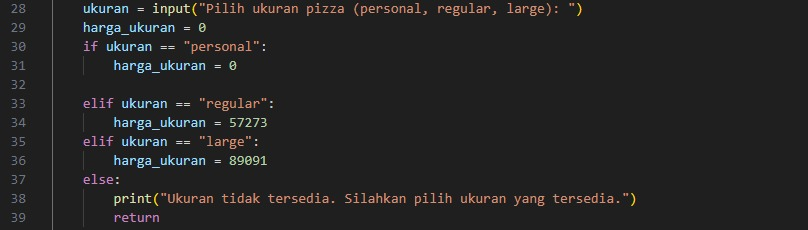 28 ukuran = input("Pilih ukuran pizza (personal, regular, large): ")
29 harga_ukuran = 0
30 if ukuran == "personal":
31 harga_ukuran = 0
32
33 elif ukuran == "regular":
34 harga_ukuran = 57273
35 elif ukuran == "large":
36 harga_ukuran = 89091
37 else:
38 print("Ukuran tidak tersedia. Silahkan pilih ukuran yang tersedia.")
39 return